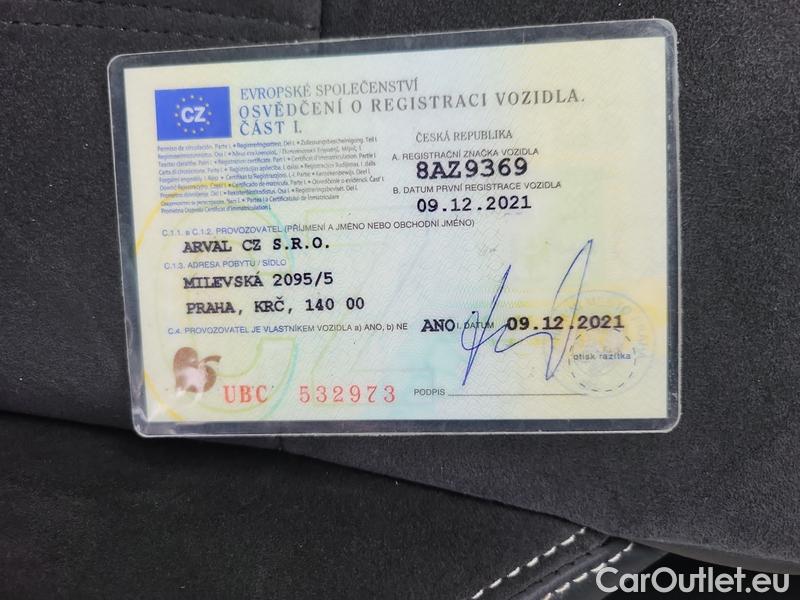 CZ
EVROPSKÉ SPOLEČENSTVÍ
OSVĚDČENÍ O REGISTRACI VOZIDLA.
ČÁST I.
ČESKÁ REPUBLIKA
A. REGISTRAČNÍ ZNAČKA VOZIDLA
8AZ9369
B. DATUM PRVNÍ REGISTRACE VOZIDLA
09.12.2021
C.1.1. a C.1.2. PROVOZOVATEL (PŘÍJMENÍ A JMÉNO NEBO OBCHODNÍ JMÉNO)
ARVAL CZ S.R.O.
C.1.3. ADRESA POBYTU / SÍDLO
MILEVSKÁ 2095/5
PRAHA, KRČ, 140 00
C.4. PROVOZOVATEL JE VLASTNÍKEM VOZIDLA a) ANO, b) NE ANO I. DATUM 09.12.2021
otisk razítka
UBC 532973
PODPIS
CarOutlet.eu